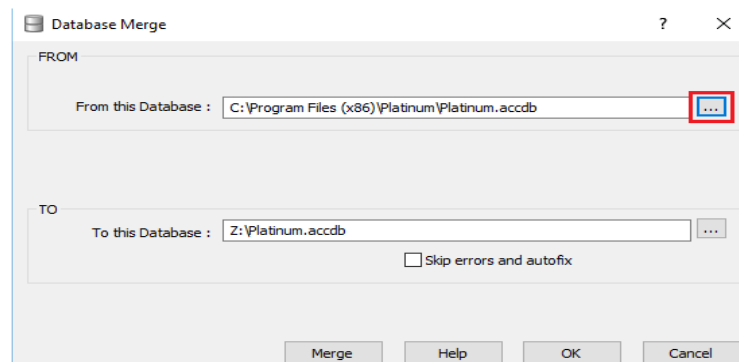 Database Merge ?
FROM
From this Database : C:\Program Files (x86)\Platinum\Platinum.accdb ...
TO
To this Database : Z:\Platinum.accdb ...
Skip errors and autofix
Merge Help OK Cancel